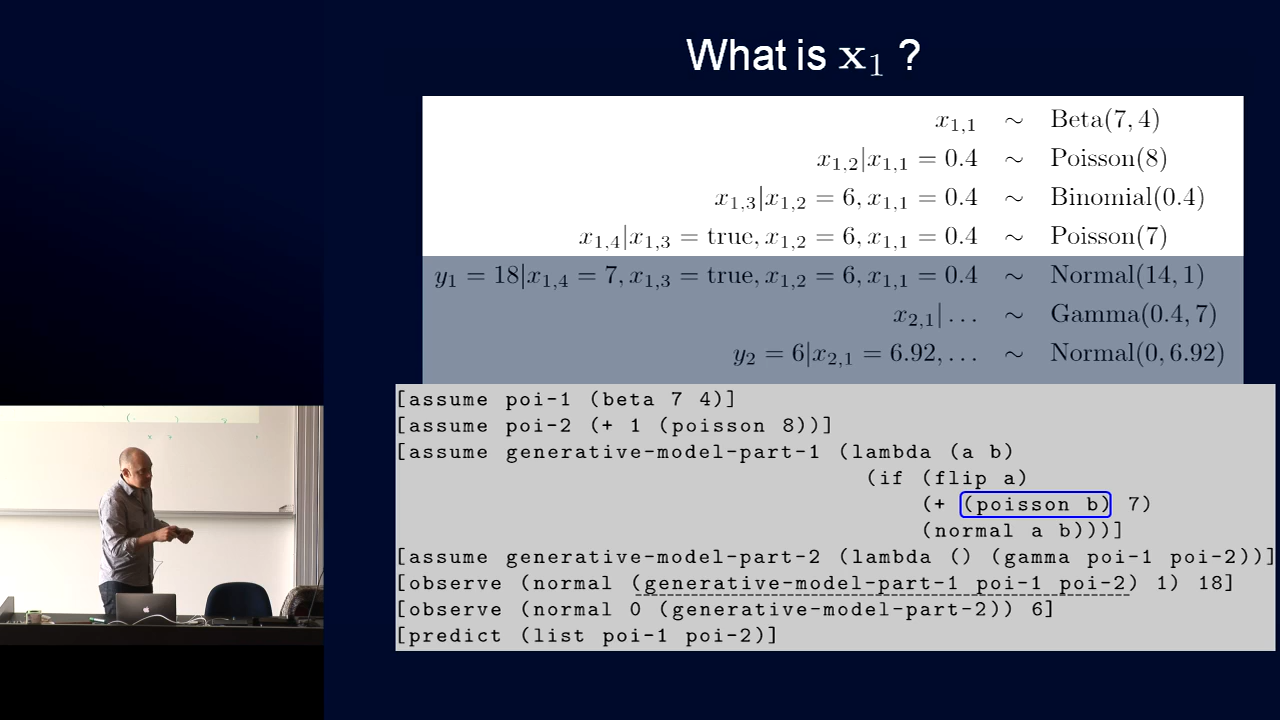 What is x₁ ?
x₁,₁ ∼ Beta(7, 4)
x₁,₂|x₁,₁ = 0.4 ∼ Poisson(8)
x₁,₃|x₁,₂ = 6, x₁,₁ = 0.4 ∼ Binomial(0.4)
x₁,₄|x₁,₃ = true, x₁,₂ = 6, x₁,₁ = 0.4 ∼ Poisson(7)
y₁ = 18|x₁,₄ = 7, x₁,₃ = true, x₁,₂ = 6, x₁,₁ = 0.4 ∼ Normal(14, 1)
x₂,₁| . . . ∼ Gamma(0.4, 7)
y₂ = 6|x₂,₁ = 6.92, . . . ∼ Normal(0, 6.92)
[assume poi-1 (beta 7 4)]
[assume poi-2 (+ 1 (poisson 8))]
[assume generative-model-part-1 (lambda (a b)
(if (flip a)
(+ (poisson b) 7)
(normal a b)))]
[assume generative-model-part-2 (lambda () (gamma poi-1 poi-2))]
[observe (normal (generative-model-part-1 poi-1 poi-2) 1) 18]
[observe (normal 0 (generative-model-part-2)) 6]
[predict (list poi-1 poi-2)]